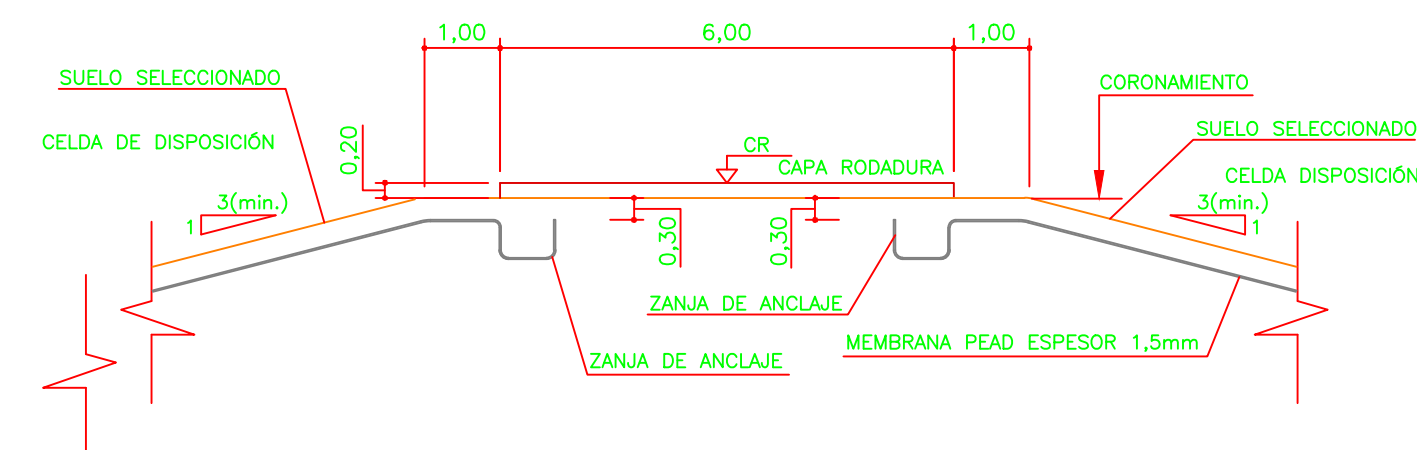 1,00
6,00
1,00
SUELO SELECCIONADO
CORONAMIENTO
SUELO SELECCIONADO
CELDA DE DISPOSICIÓN
0,20
CR
CAPA RODADURA
CELDA DISPOSICIÓN
3(min.)
1
3(min.)
1
0,30
0,30
ZANJA DE ANCLAJE
MEMBRANA PEAD ESPESOR 1,5mm
ZANJA DE ANCLAJE